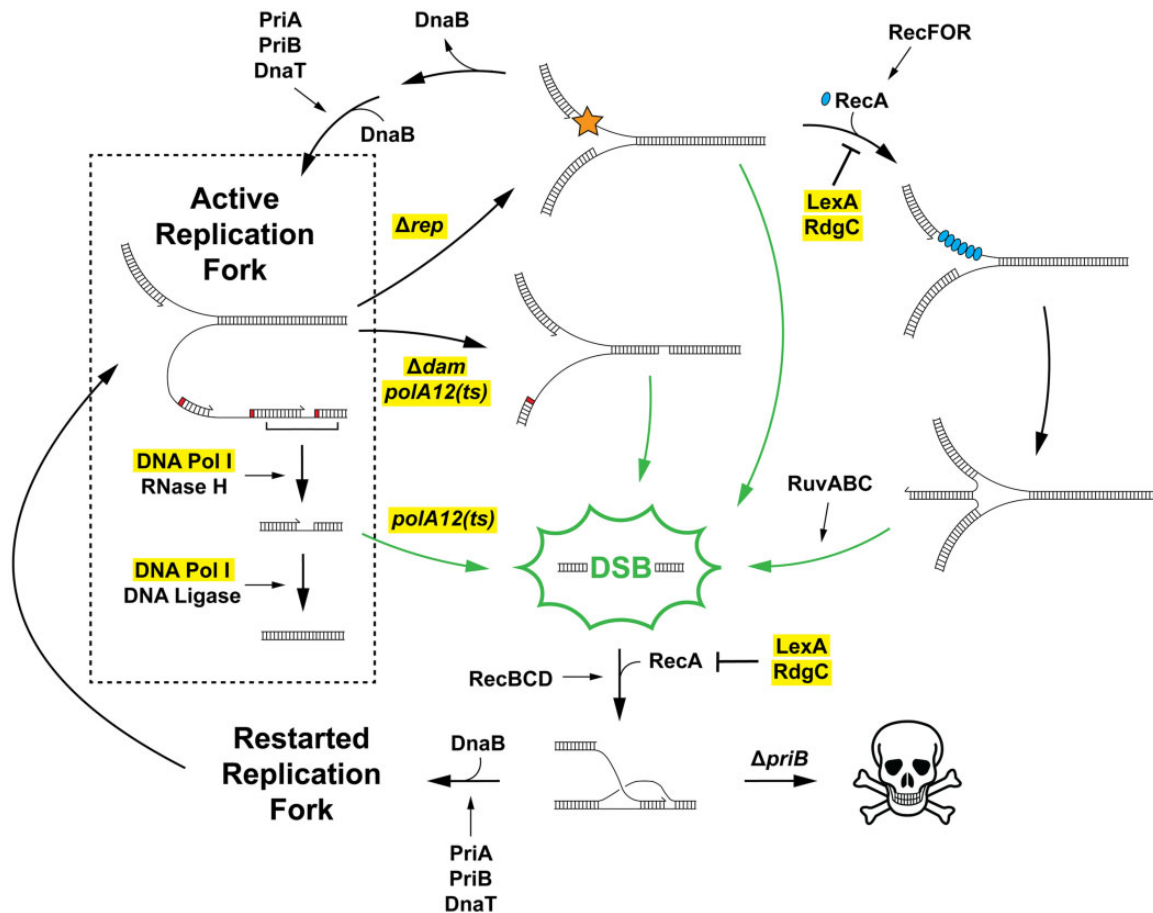 PriA
PriB
DnaT
DnaB
DnaB
RecFOR
RecA
LexA
RdgC
Active
Replication
Fork
Δrep
Δdam
polA12(ts)
DNA Pol I
RNase H
polA12(ts)
DNA Pol I
DNA Ligase
RuvABC
DSB
RecBCD
RecA
LexA
RdgC
Restarted
Replication
Fork
DnaB
ΔpriB
PriA
PriB
DnaT